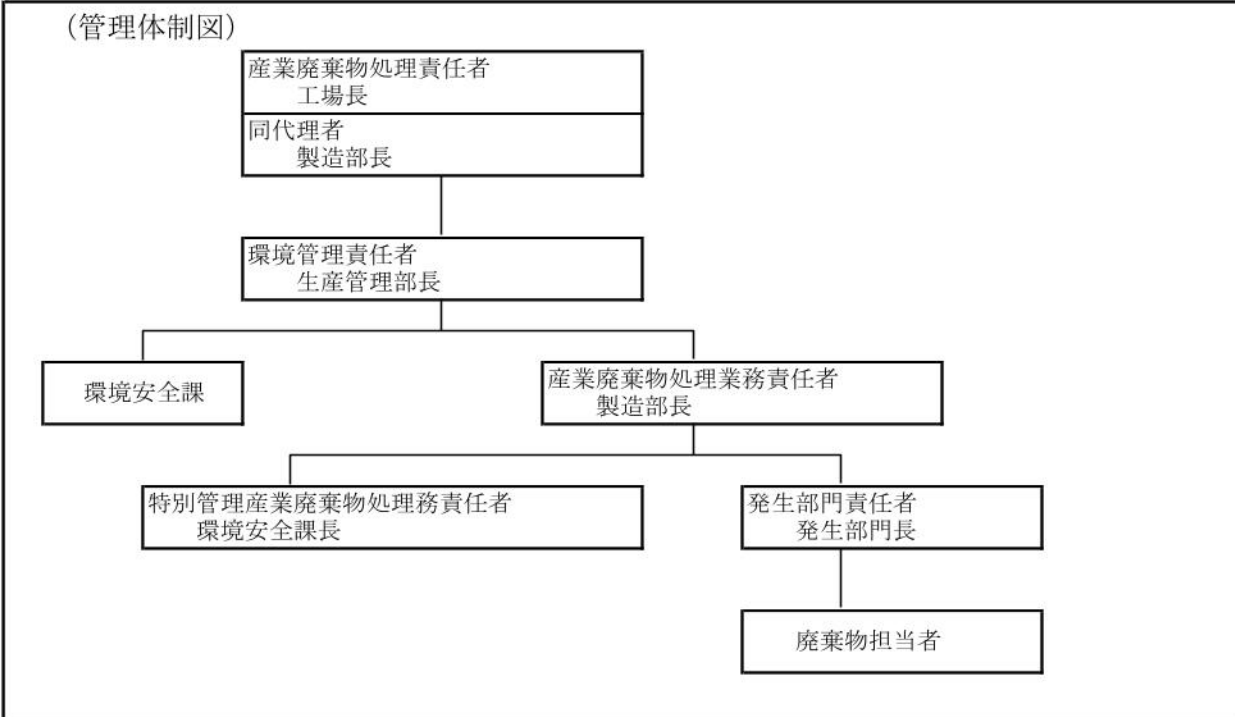 （管理体制図）
産業廃棄物処理責任者
工場長
同代理者
製造部長
環境管理責任者
生産管理部長
環境安全課
産業廃棄物処理業務責任者
製造部長
特別管理産業廃棄物処理務責任者
環境安全課長
発生部門責任者
発生部門長
廃棄物担当者